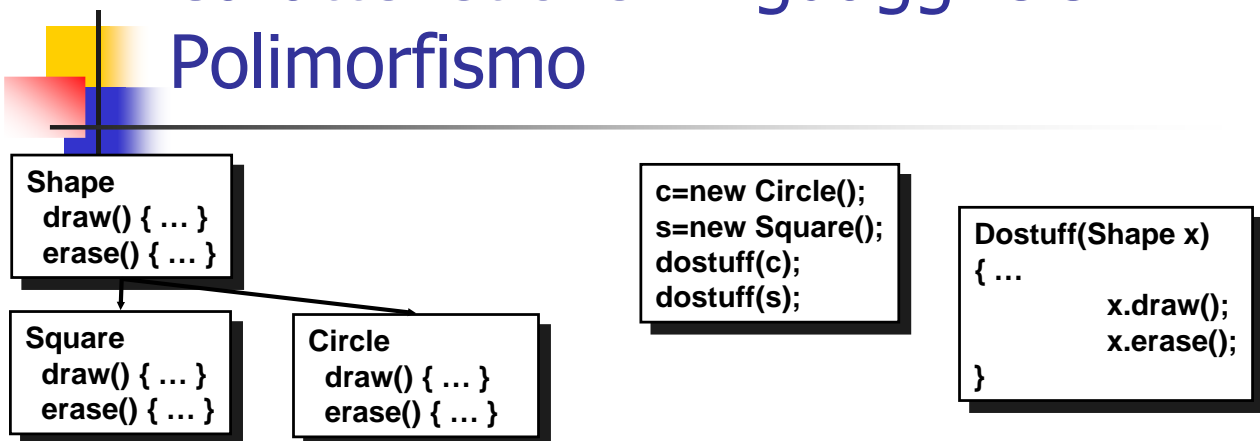 Polimorfismo
Shape
draw() { … }
erase() { … }
Square
draw() { … }
erase() { … }
Circle
draw() { … }
erase() { … }
c=new Circle();
s=new Square();
dostuff(c);
dostuff(s);
Dostuff(Shape x)
{ …
x.draw();
x.erase();
}